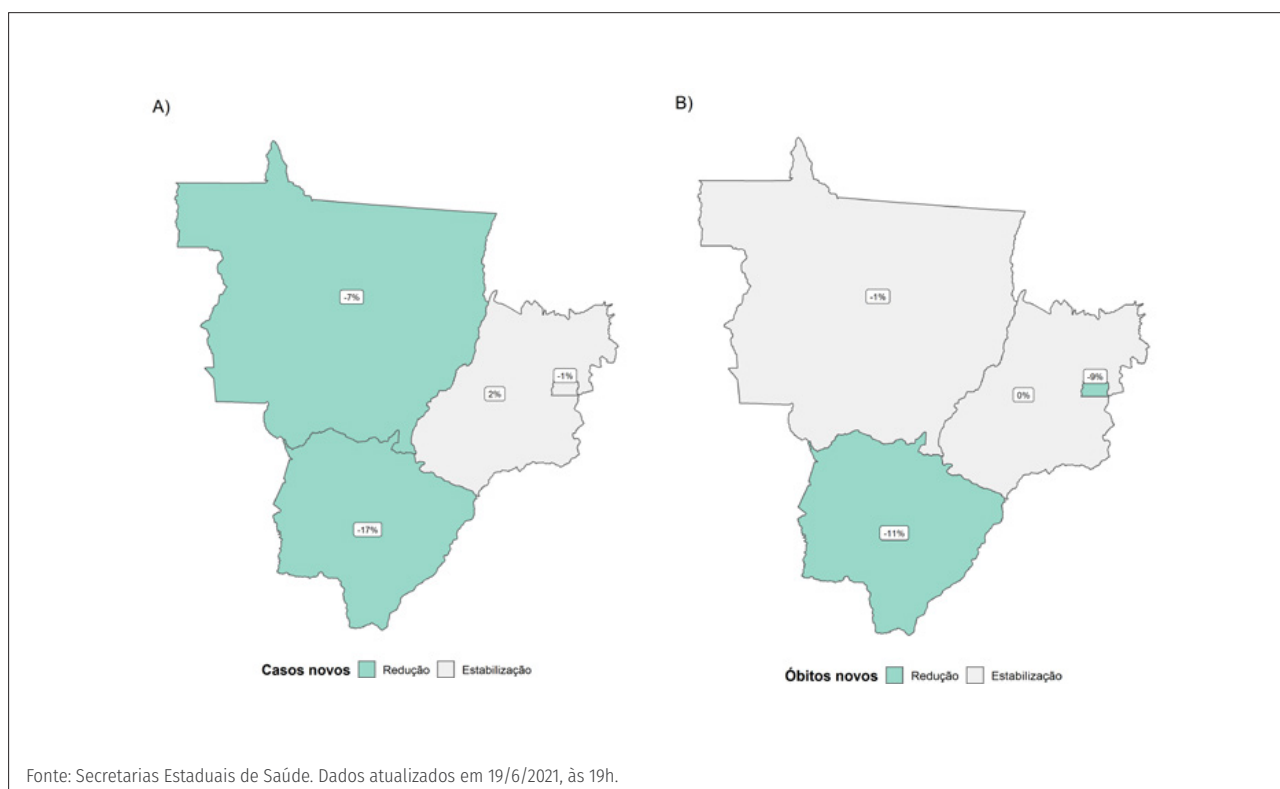 A)
-7%
2%
-1%
-17%
Casos novos Redução Estabilização
B)
-1%
0%
-9%
-11%
Óbitos novos Redução Estabilização
Fonte: Secretarias Estaduais de Saúde. Dados atualizados em 19/6/2021, às 19h.